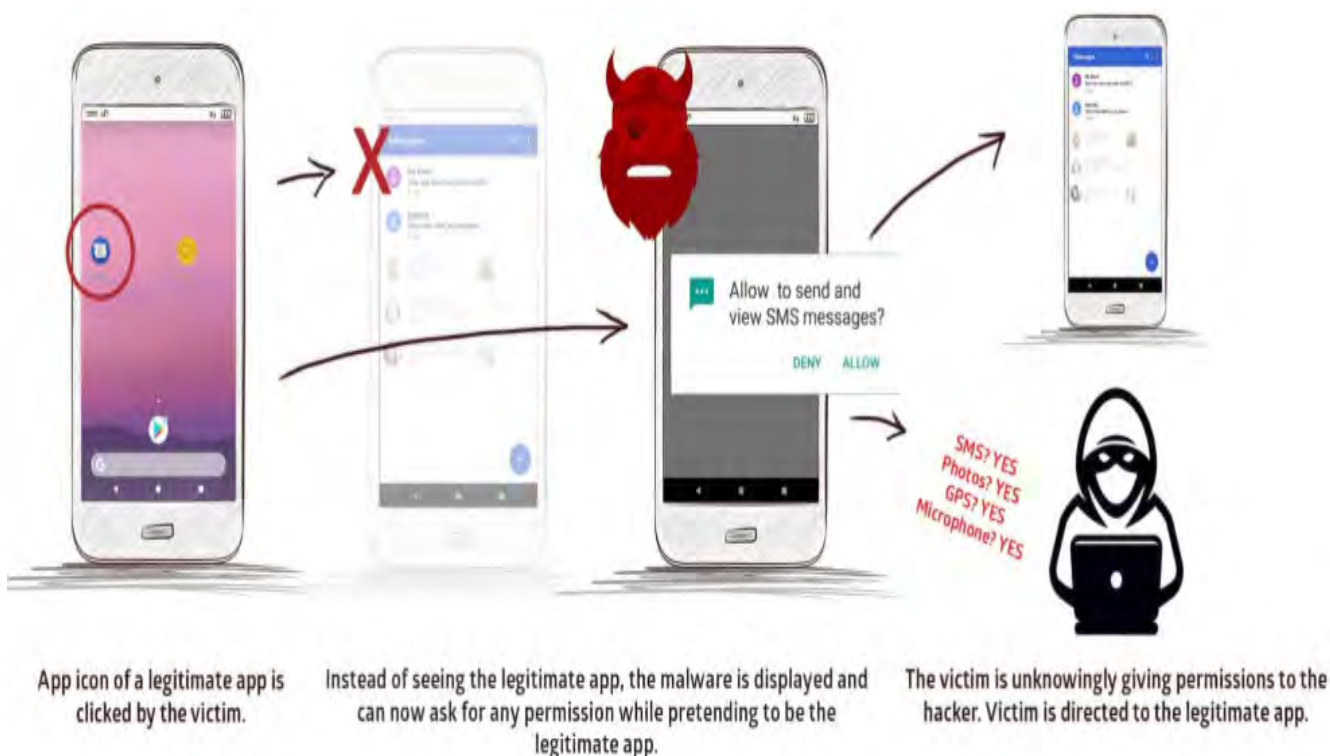 Allow to send and
view SMS messages?
DENY ALLOW
SMS? YES
Photos? YES
GPS? YES
Microphone? YES
App icon of a legitimate app is
clicked by the victim.
Instead of seeing the legitimate app, the malware is displayed and
can now ask for any permission while pretending to be the
legitimate app.
The victim is unknowingly giving permissions to the
hacker. Victim is directed to the legitimate app.